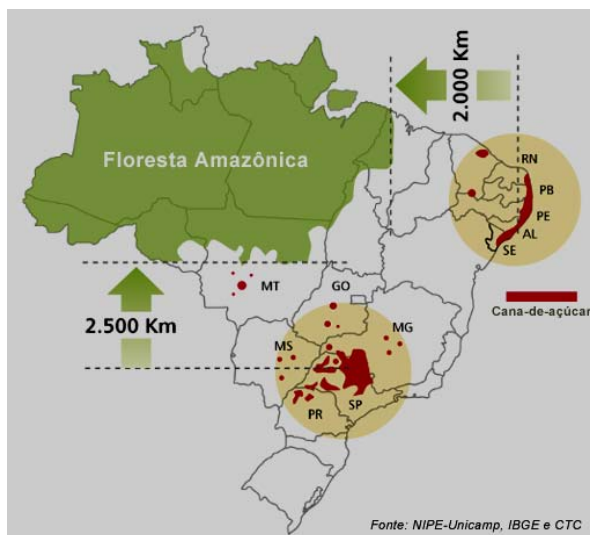 2.000 Km
Floresta Amazônica
RN
PB
PE
AL
SE
MT
GO
Cana-de-açúcar
2.500 Km
MS
MG
SP
PR
Fonte: NIPE-Unicamp, IBGE e CTC